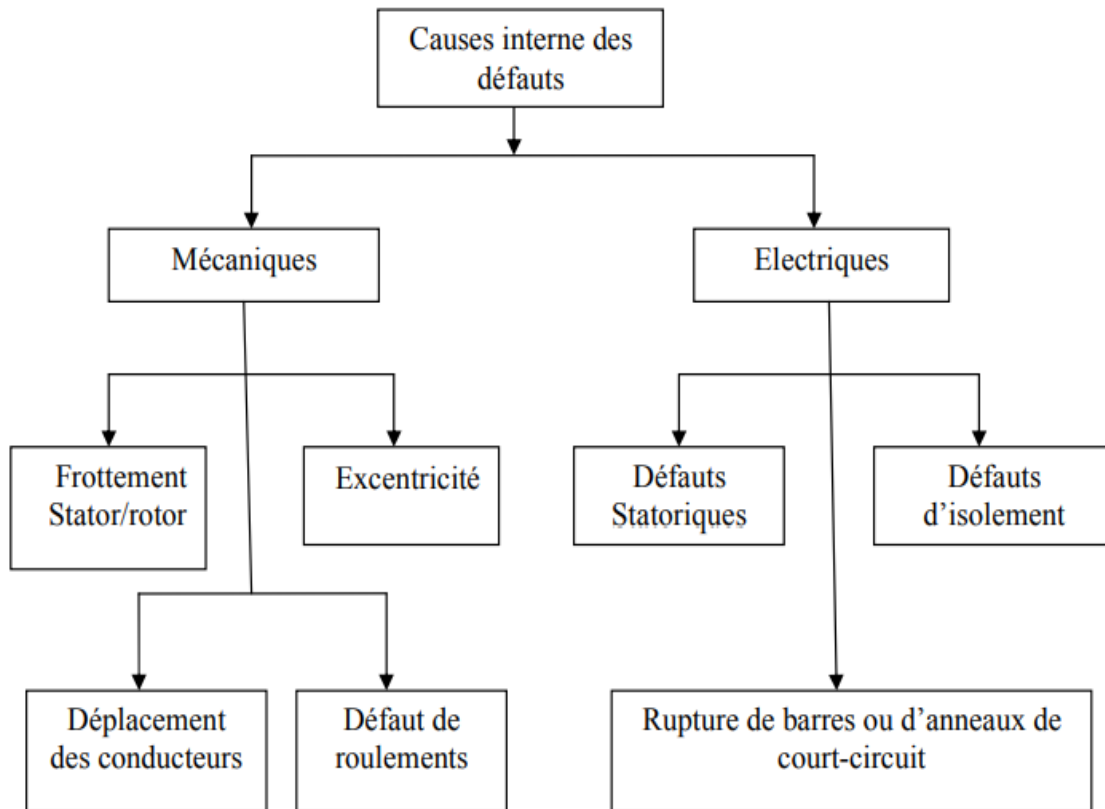 Causes interne des
défauts
Mécaniques
Electriques
Frottement
Stator/rotor
Excentricité
Défauts
Statoriques
Défauts
d’isolement
Déplacement
des conducteurs
Défaut de
roulements
Rupture de barres ou d’anneaux de
court-circuit